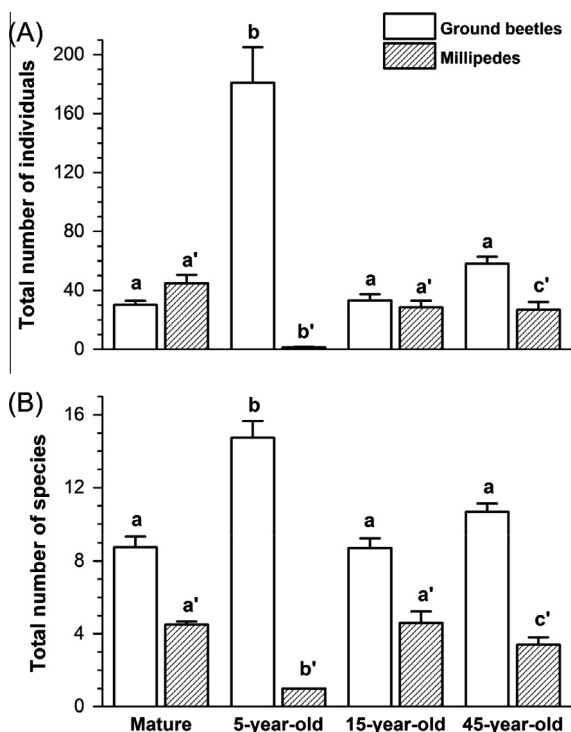 (A)
Ground beetles
Millipedes
Total number of individuals
200
160
120
80
40
0
a
a'
b
b'
a
a'
a
c'
(B)
Total number of species
16
12
8
4
0
a
a'
b
b'
a
a'
a
c'
Mature 5-year-old 15-year-old 45-year-old